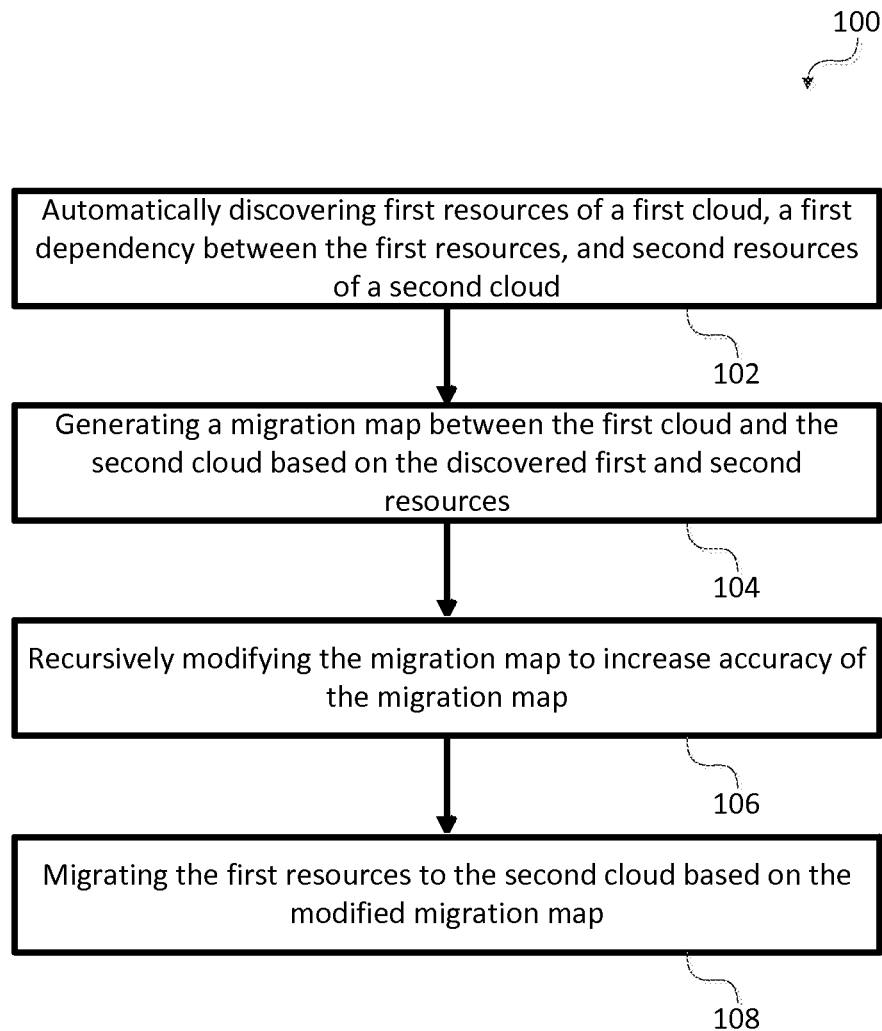 100
Automatically discovering first resources of a first cloud, a first
dependency between the first resources, and second resources
of a second cloud
102
Generating a migration map between the first cloud and the
second cloud based on the discovered first and second
resources
104
Recursively modifying the migration map to increase accuracy of
the migration map
106
Migrating the first resources to the second cloud based on the
modified migration map
108